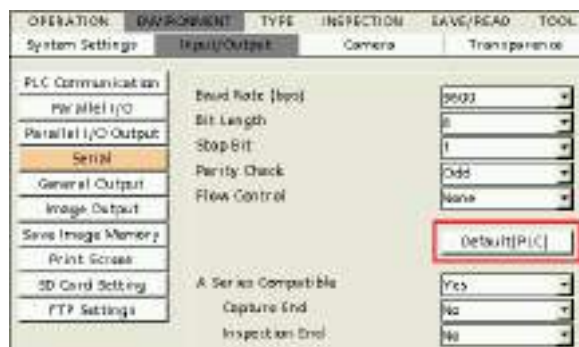 OPERATION ENVIRONMENT TYPE INSPECTION SAVE/READ TOOL
System Settings Input/Output Camera Transparence
PLC Communication
Parallel I/O
Parallel I/O Output
Serial
General Output
Image Output
Save Image Memory
Print Screen
SD Card Setting
FTP Settings
Baud Rate [bps] 9600
Bit Length 8
Stop Bit 1
Parity Check Odd
Flow Control None
Default[PLC]
A Series Compatible Yes
Capture End No
Inspection End No